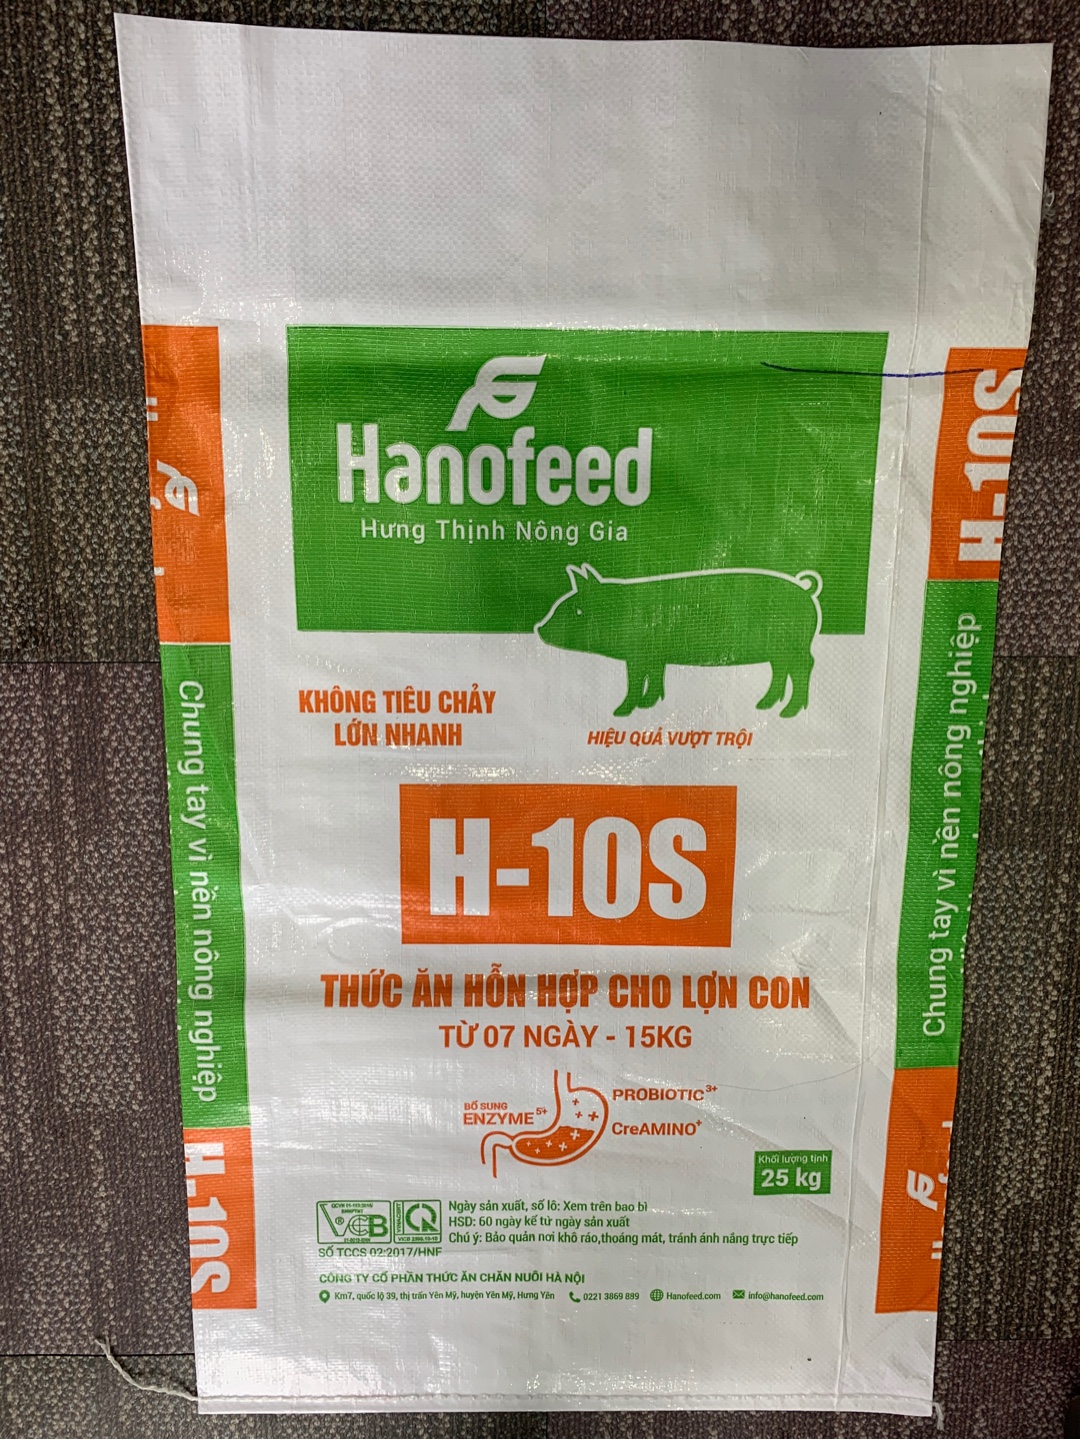 Hanofeed
Hưng Thịnh Nông Gia
KHÔNG TIÊU CHẢY
LỚN NHANH
HIỆU QUẢ VƯỢT TRỘI
H-10S
THỨC ĂN HỖN HỢP CHO LỢN CON
TỪ 07 NGÀY - 15KG
BỔ SUNG
ENZYME5+
PROBIOTIC3+
CreAMINO+
Khối lượng tịnh
25 kg
VCB
Ngày sản xuất, số lô: Xem trên bao bì
HSD: 60 ngày kể từ ngày sản xuất
Chú ý: Bảo quản nơi khô ráo,thoáng mát, tránh ánh nắng trực tiếp
SỐ TCCS 02:2017/HNF
CÔNG TY CỔ PHẦN THỨC ĂN CHĂN NUÔI HÀ NỘI
Km7, quốc lộ 39, thị trấn Yên Mỹ, huyện Yên Mỹ, Hưng Yên 0221 3869 899 Hanofeed.com info@hanofeed.com
Chung tay vì nền nông nghiệp
H-10S
H-10S
Chung tay vì nền nông nghiệp